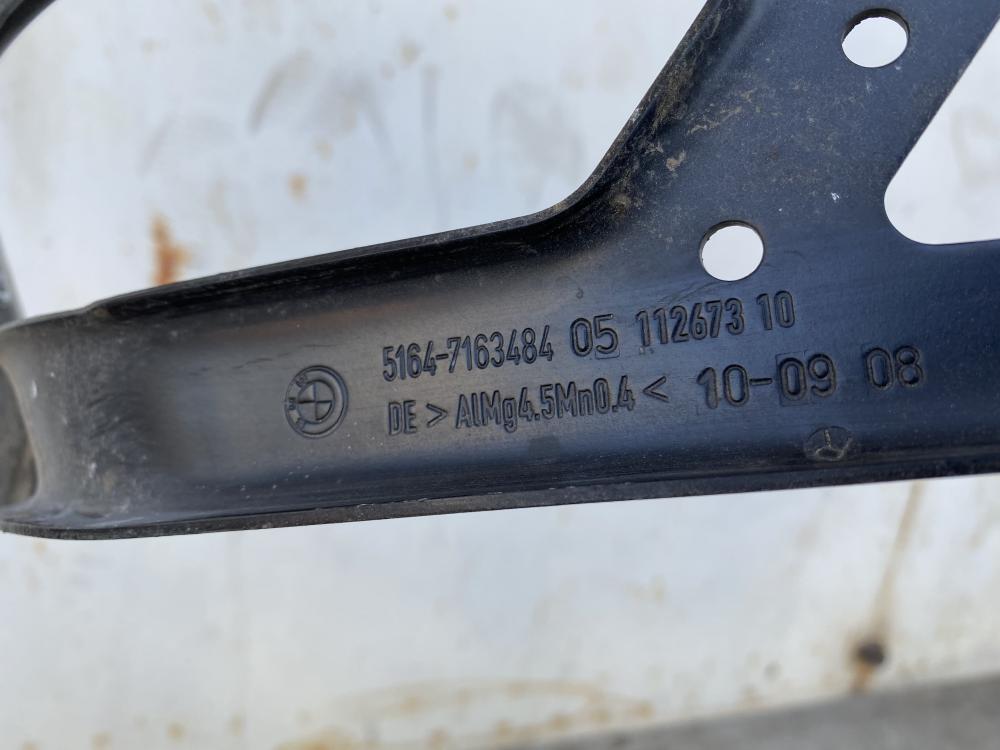 5164-7163484 05 112673 10
DE > AlMg4.5Mn0.4 < 10-09 08